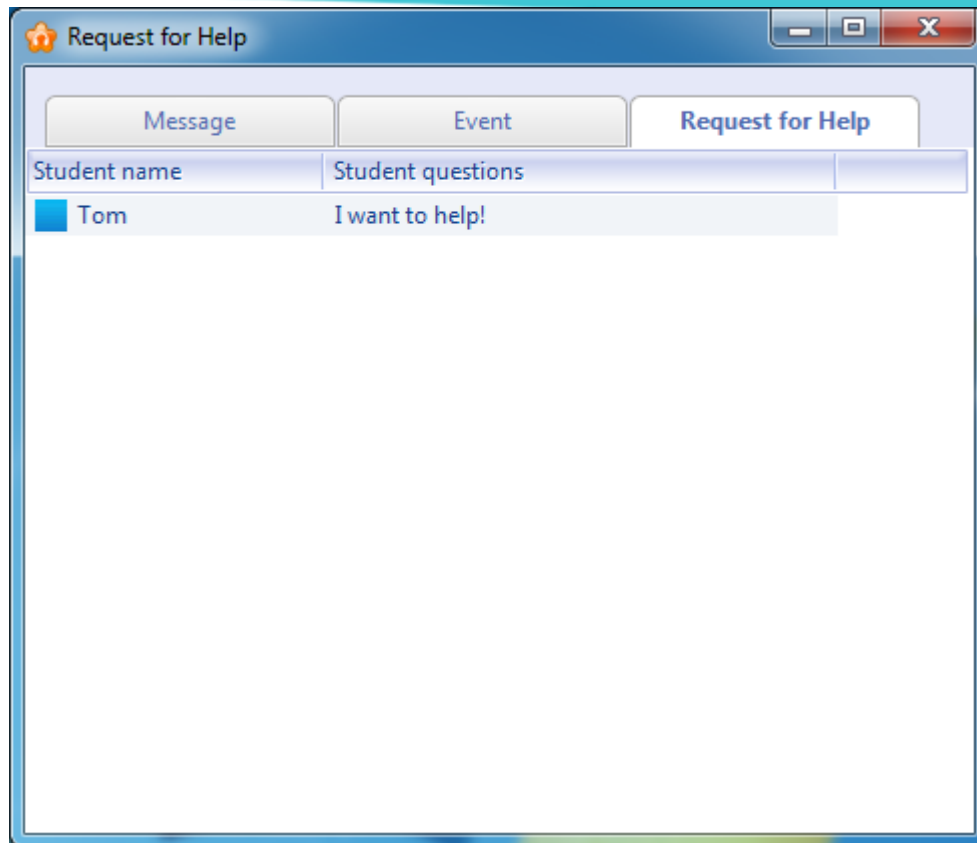 Request for Help
Message Event Request for Help
Student name Student questions
Tom I want to help!